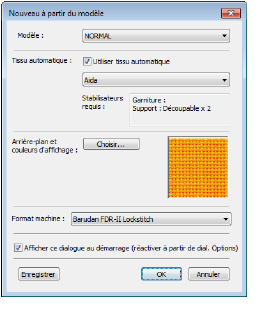 Nouveau à partir du modèle
Modèle : NORMAL
Tissu automatique : Utiliser tissu automatique
Aida
Stabilisateurs requis : Garniture :
Support : Découpable x 2
Arrière-plan et couleurs d'affichage : Choisir...
Format machine : Barudan FDR-II Lockstitch
Afficher ce dialogue au démarrage (réactiver à partir de dial. Options)
Enregistrer OK Annuler